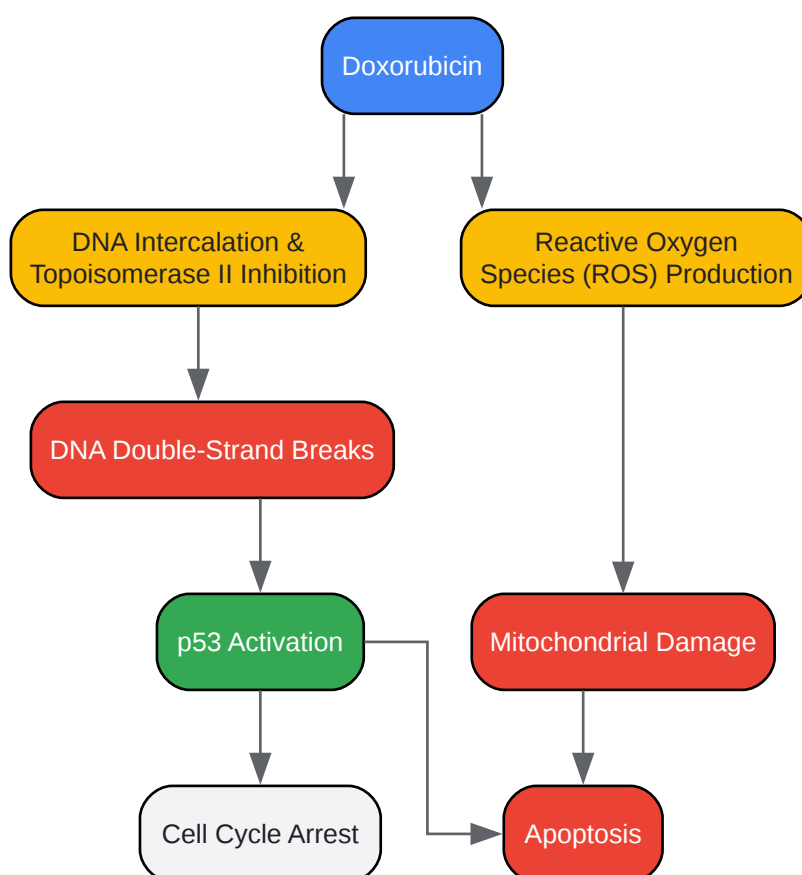 Doxorubicin
DNA Intercalation &
Topoisomerase II Inhibition
Reactive Oxygen
Species (ROS) Production
DNA Double-Strand Breaks
p53 Activation
Mitochondrial Damage
Cell Cycle Arrest
Apoptosis